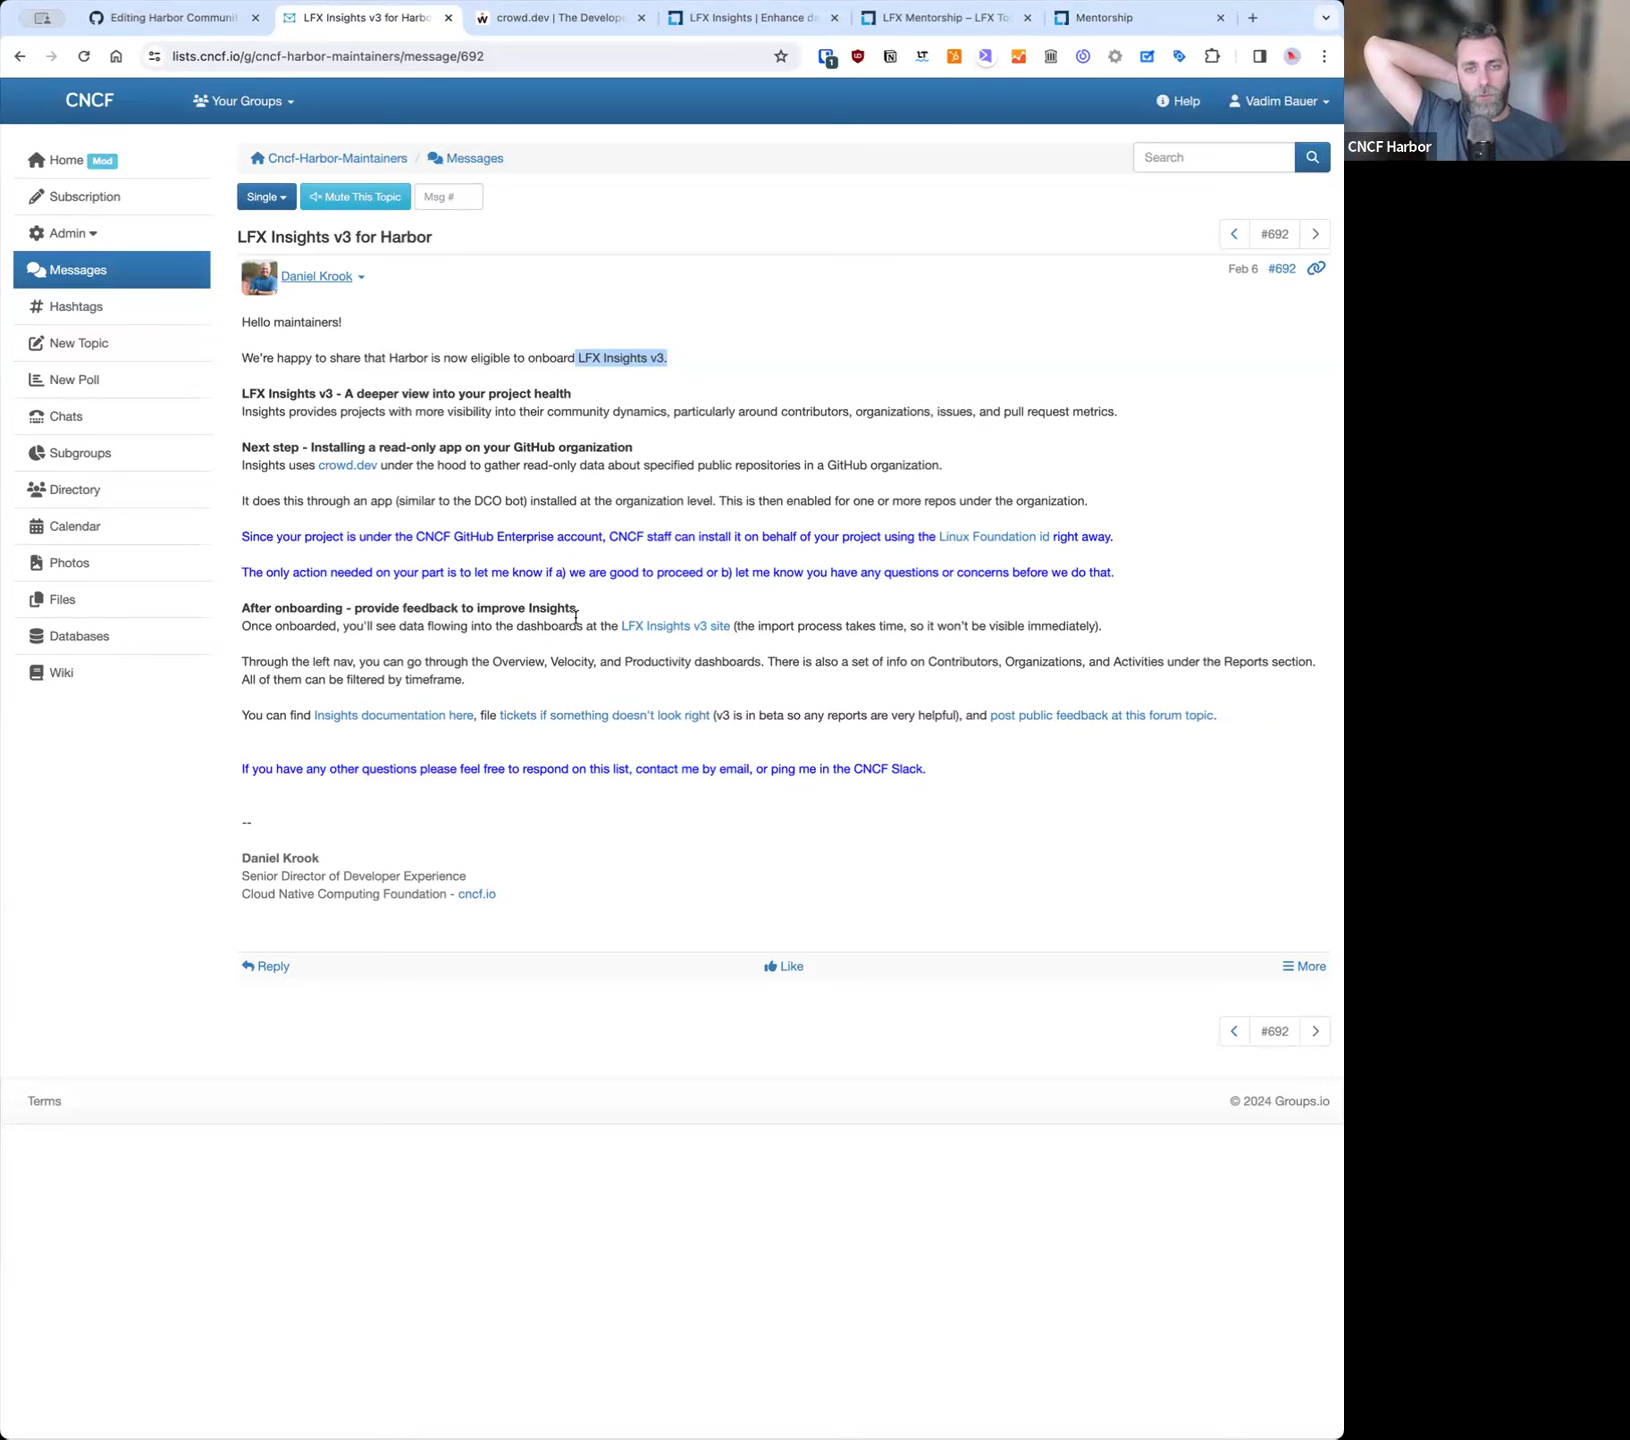 Editing Harbor Communi
LFX Insights v3 for Harbo
crowd.dev | The Develope
LFX Insights | Enhance da
LFX Mentorship – LFX To
Mentorship
lists.cncf.io/g/cncf-harbor-maintainers/message/692
1
CNCF Harbor
CNCF
Your Groups
Help
Vadim Bauer
Home Mod
Subscription
Admin
Messages
Hashtags
New Topic
New Poll
Chats
Subgroups
Directory
Calendar
Photos
Files
Databases
Wiki
Cncf-Harbor-Maintainers / Messages
Search
Single
Mute This Topic
Msg #
LFX Insights v3 for Harbor
#692
Daniel Krook
Feb 6 #692
Hello maintainers!
We're happy to share that Harbor is now eligible to onboard LFX Insights v3.
LFX Insights v3 - A deeper view into your project health
Insights provides projects with more visibility into their community dynamics, particularly around contributors, organizations, issues, and pull request metrics.
Next step - Installing a read-only app on your GitHub organization
Insights uses crowd.dev under the hood to gather read-only data about specified public repositories in a GitHub organization.
It does this through an app (similar to the DCO bot) installed at the organization level. This is then enabled for one or more repos under the organization.
Since your project is under the CNCF GitHub Enterprise account, CNCF staff can install it on behalf of your project using the Linux Foundation id right away.
The only action needed on your part is to let me know if a) we are good to proceed or b) let me know you have any questions or concerns before we do that.
After onboarding - provide feedback to improve Insights
Once onboarded, you'll see data flowing into the dashboards at the LFX Insights v3 site (the import process takes time, so it won't be visible immediately).
Through the left nav, you can go through the Overview, Velocity, and Productivity dashboards. There is also a set of info on Contributors, Organizations, and Activities under the Reports section.
All of them can be filtered by timeframe.
You can find Insights documentation here, file tickets if something doesn't look right (v3 is in beta so any reports are very helpful), and post public feedback at this forum topic.
If you have any other questions please feel free to respond on this list, contact me by email, or ping me in the CNCF Slack.
--
Daniel Krook
Senior Director of Developer Experience
Cloud Native Computing Foundation - cncf.io
Reply
Like
More
#692
Terms
© 2024 Groups.io